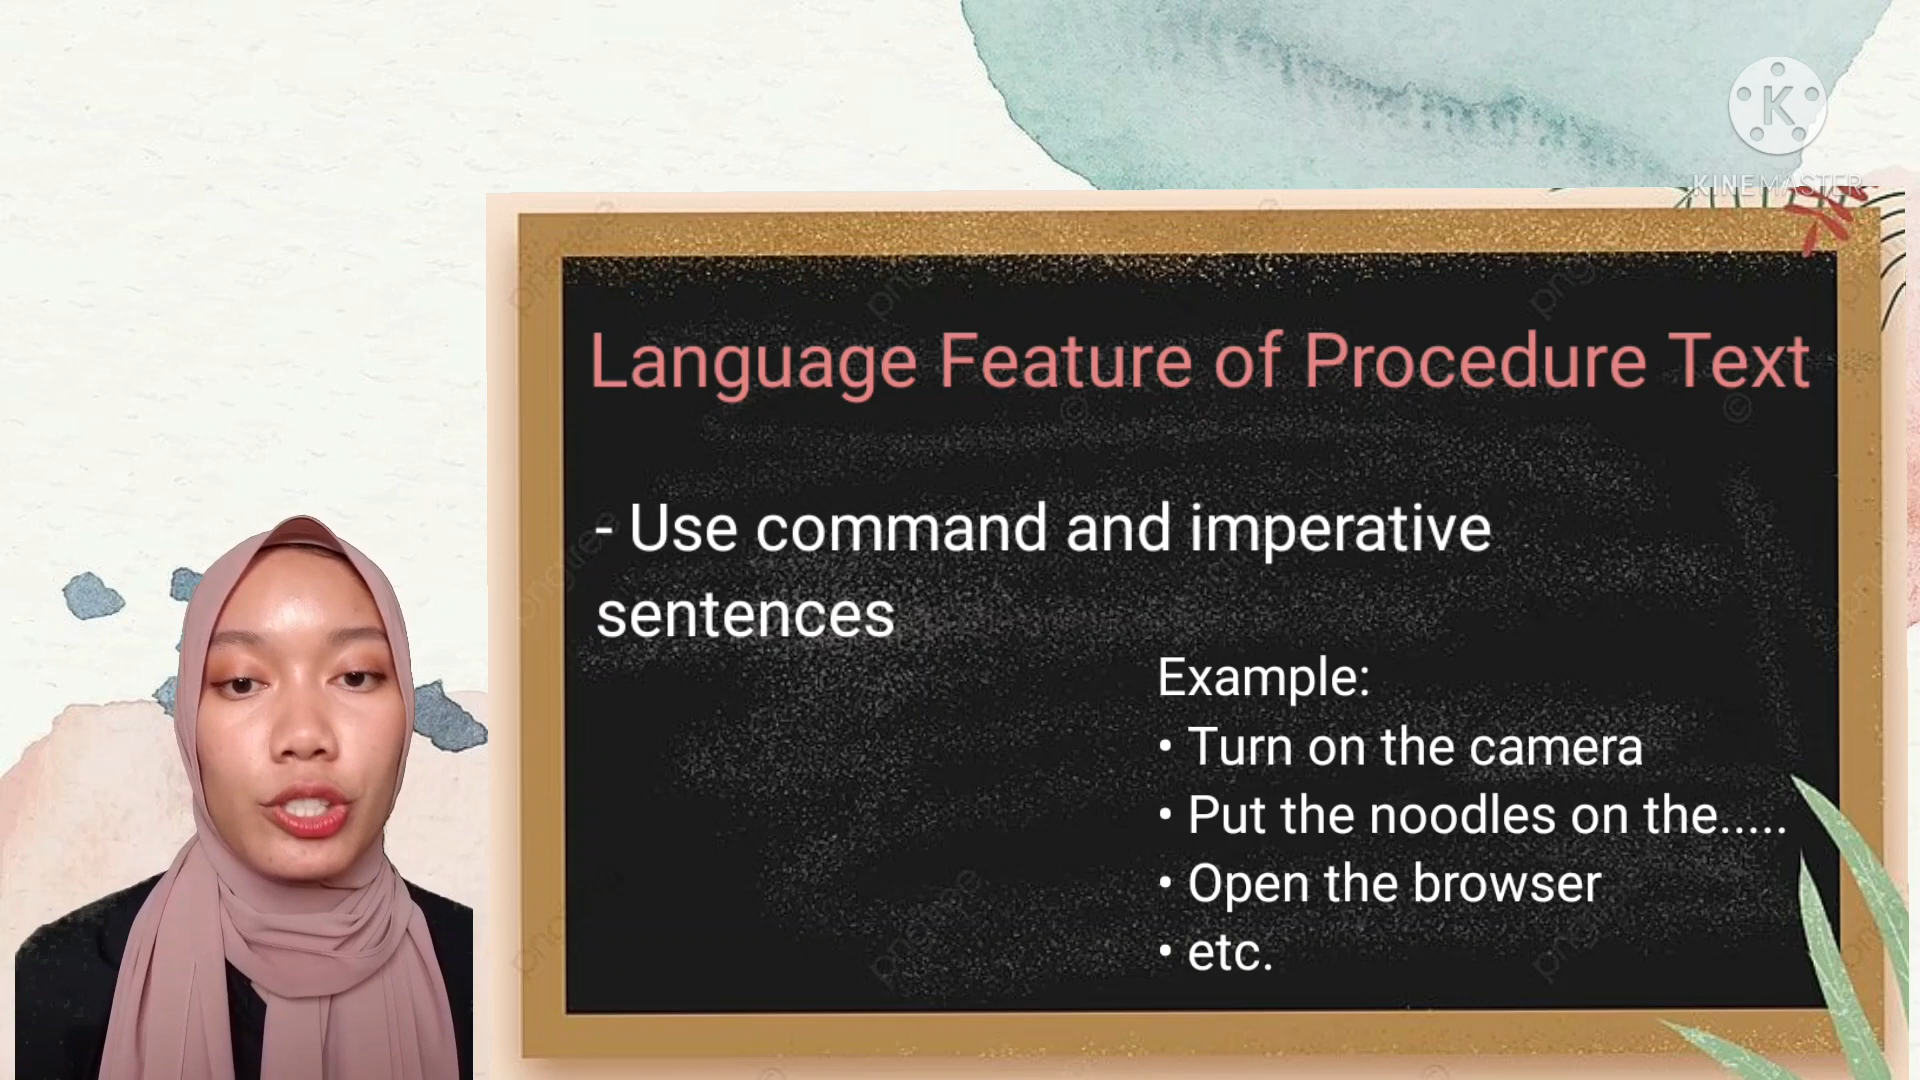 K
KINEMASTER
Language Feature of Procedure Text
- Use command and imperative
sentences
Example:
• Turn on the camera
• Put the noodles on the.....
• Open the browser
• etc.